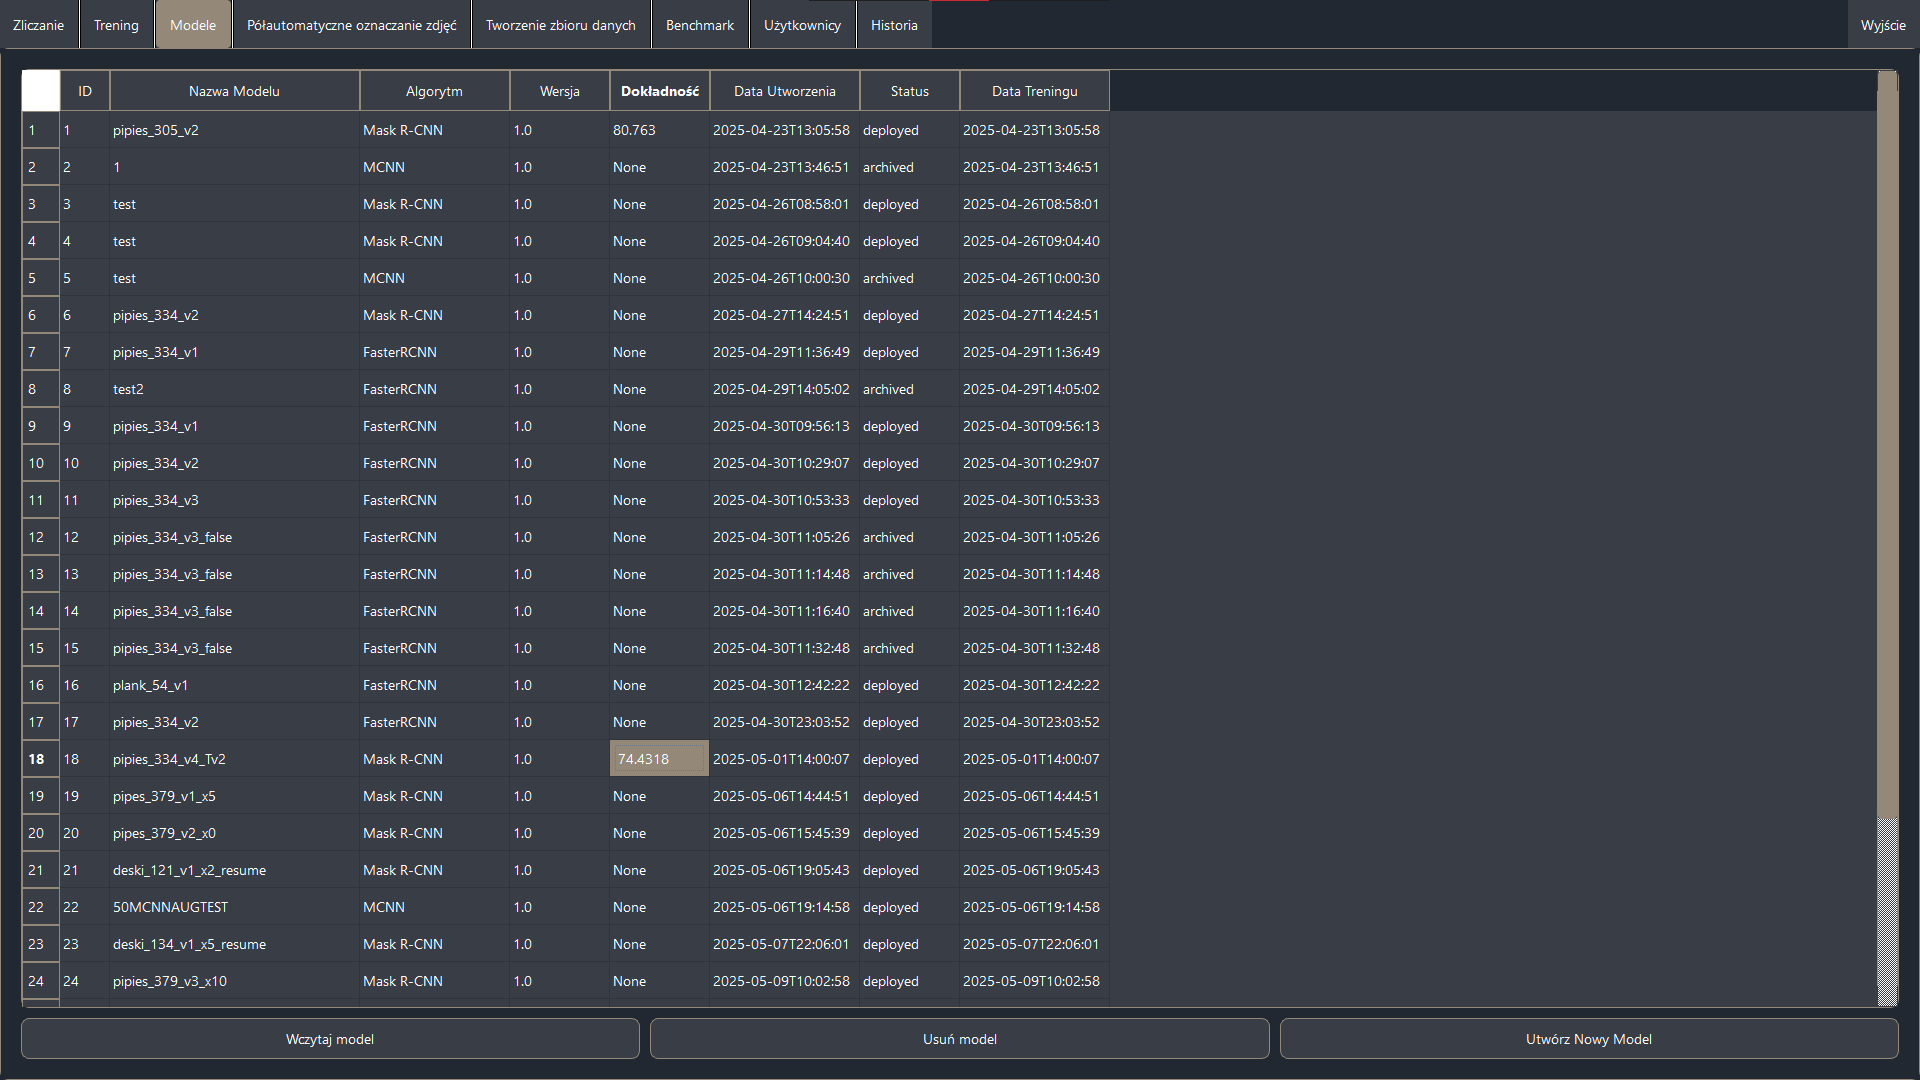 Zliczanie Trening Modele Półautomatyczne oznaczanie zdjęć Tworzenie zbioru danych Benchmark Użytkownicy Historia Wyjście
ID Nazwa Modelu Algorytm Wersja Dokładność Data Utworzenia Status Data Treningu
1 1 pipies_305_v2 Mask R-CNN 1.0 80.763 2025-04-23T13:05:58 deployed 2025-04-23T13:05:58
2 2 1 MCNN 1.0 None 2025-04-23T13:46:51 archived 2025-04-23T13:46:51
3 3 test Mask R-CNN 1.0 None 2025-04-26T08:58:01 deployed 2025-04-26T08:58:01
4 4 test Mask R-CNN 1.0 None 2025-04-26T09:04:40 deployed 2025-04-26T09:04:40
5 5 test MCNN 1.0 None 2025-04-26T10:00:30 archived 2025-04-26T10:00:30
6 6 pipies_334_v2 Mask R-CNN 1.0 None 2025-04-27T14:24:51 deployed 2025-04-27T14:24:51
7 7 pipies_334_v1 FasterRCNN 1.0 None 2025-04-29T11:36:49 deployed 2025-04-29T11:36:49
8 8 test2 FasterRCNN 1.0 None 2025-04-29T14:05:02 archived 2025-04-29T14:05:02
9 9 pipies_334_v1 FasterRCNN 1.0 None 2025-04-30T09:56:13 deployed 2025-04-30T09:56:13
10 10 pipies_334_v2 FasterRCNN 1.0 None 2025-04-30T10:29:07 deployed 2025-04-30T10:29:07
11 11 pipies_334_v3 FasterRCNN 1.0 None 2025-04-30T10:53:33 deployed 2025-04-30T10:53:33
12 12 pipies_334_v3_false FasterRCNN 1.0 None 2025-04-30T11:05:26 archived 2025-04-30T11:05:26
13 13 pipies_334_v3_false FasterRCNN 1.0 None 2025-04-30T11:14:48 archived 2025-04-30T11:14:48
14 14 pipies_334_v3_false FasterRCNN 1.0 None 2025-04-30T11:16:40 archived 2025-04-30T11:16:40
15 15 pipies_334_v3_false FasterRCNN 1.0 None 2025-04-30T11:32:48 archived 2025-04-30T11:32:48
16 16 plank_54_v1 FasterRCNN 1.0 None 2025-04-30T12:42:22 deployed 2025-04-30T12:42:22
17 17 pipies_334_v2 FasterRCNN 1.0 None 2025-04-30T23:03:52 deployed 2025-04-30T23:03:52
18 18 pipies_334_v4_Tv2 Mask R-CNN 1.0 74.4318 2025-05-01T14:00:07 deployed 2025-05-01T14:00:07
19 19 pipes_379_v1_x5 Mask R-CNN 1.0 None 2025-05-06T14:44:51 deployed 2025-05-06T14:44:51
20 20 pipes_379_v2_x0 Mask R-CNN 1.0 None 2025-05-06T15:45:39 deployed 2025-05-06T15:45:39
21 21 deski_121_v1_x2_resume Mask R-CNN 1.0 None 2025-05-06T19:05:43 deployed 2025-05-06T19:05:43
22 22 50MCNNAUGTEST MCNN 1.0 None 2025-05-06T19:14:58 deployed 2025-05-06T19:14:58
23 23 deski_134_v1_x5_resume Mask R-CNN 1.0 None 2025-05-07T22:06:01 deployed 2025-05-07T22:06:01
24 24 pipies_379_v3_x10 Mask R-CNN 1.0 None 2025-05-09T10:02:58 deployed 2025-05-09T10:02:58
Wczytaj model Usuń model Utwórz Nowy Model